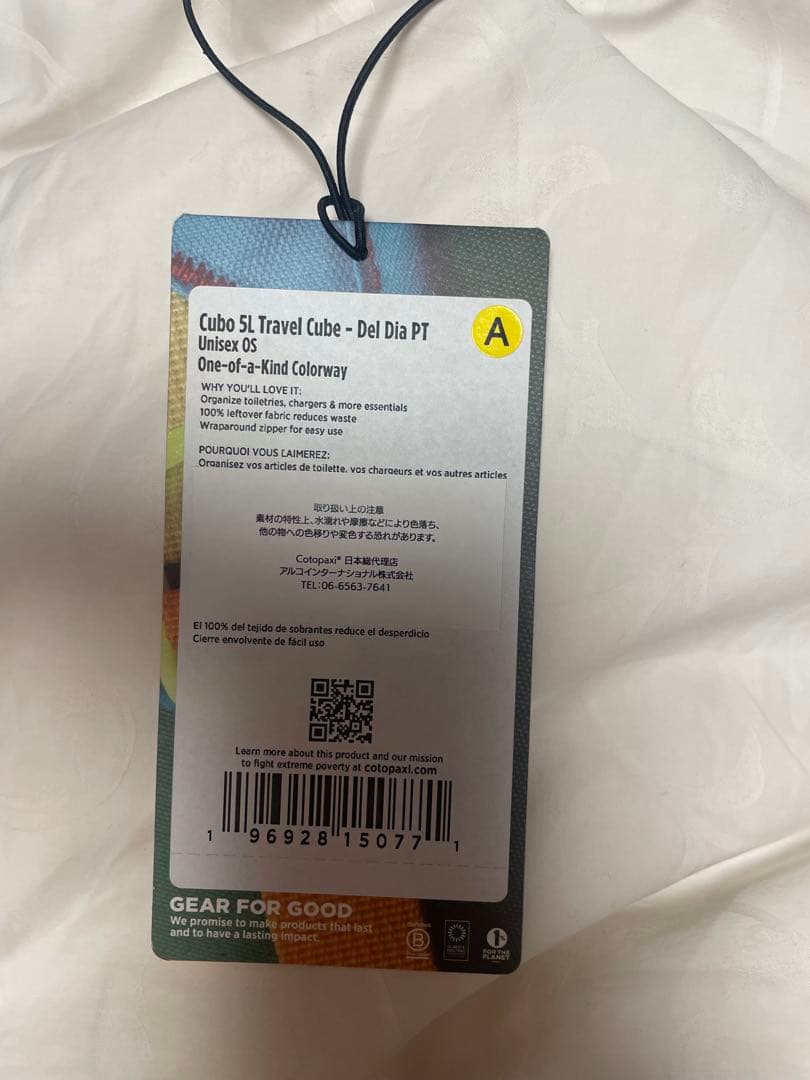 Cubo 5L Travel Cube - Del Dia PT
Unisex OS
One-of-a-Kind Colorway
A
WHY YOU'LL LOVE IT:
Organize toiletries, chargers & more essentials
100% leftover fabric reduces waste
Wraparound zipper for easy use
POURQUOI VOUS L'AIMEREZ:
Organisez vos articles de toilette, vos chargeurs et vos autres articles
取り扱い上の注意
素材の特性上、水濡れや摩擦などにより色落ち、
他の物への色移りや変色する恐れがあります。
Cotopaxi® 日本総代理店
アルコインターナショナル株式会社
TEL:06-6563-7641
El 100% del tejido de sobrantes reduce el desperdicio
Cierre envolvente de fácil uso
Learn more about this product and our mission
to fight extreme poverty at cotopaxi.com
1 96928 15077 1
GEAR FOR GOOD
We promise to make products that last
and to have a lasting impact.
B
1%
FOR THE
PLANET